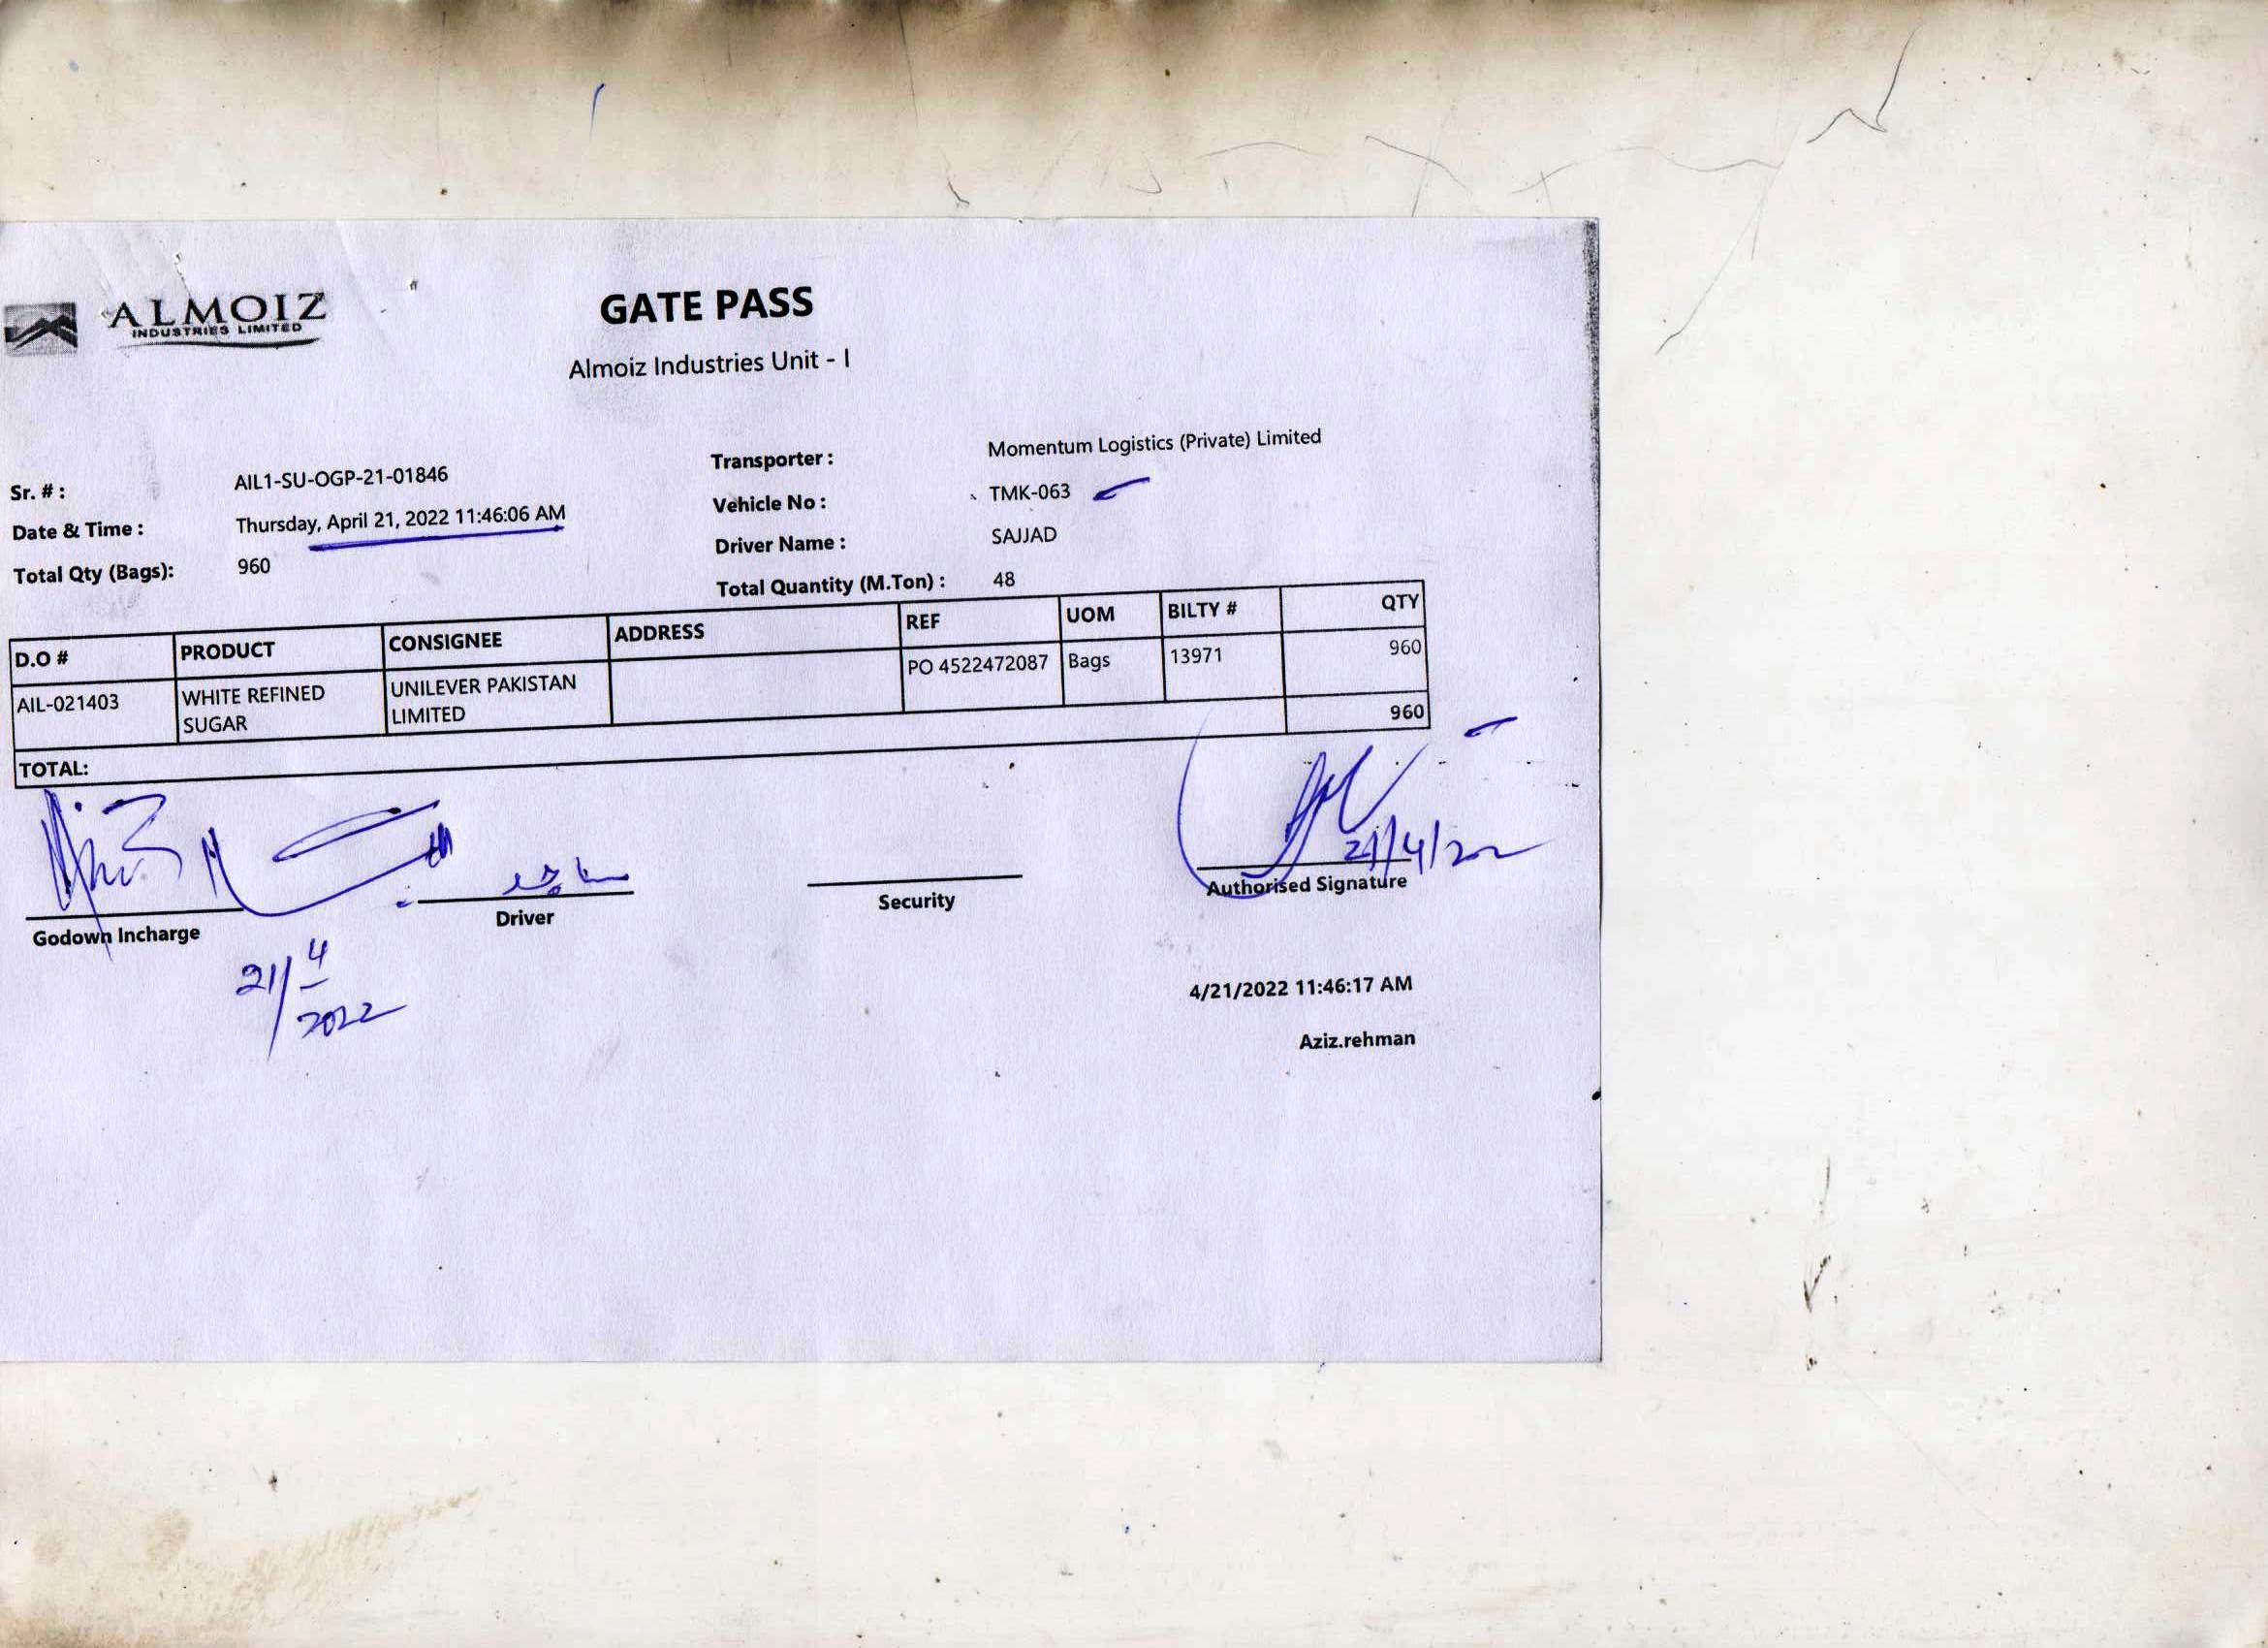 ALMOIZ
INDUSTRIES LIMITED
GATE PASS
Almoiz Industries Unit - I
Sr. # : AIL1-SU-OGP-21-01846
Date & Time : Thursday, April 21, 2022 11:46:06 AM
Total Qty (Bags): 960
Transporter : Momentum Logistics (Private) Limited
Vehicle No : TMK-063
Driver Name : SAJJAD
Total Quantity (M.Ton) : 48
D.O # PRODUCT CONSIGNEE ADDRESS REF UOM BILTY # QTY
AIL-021403 WHITE REFINED SUGAR UNILEVER PAKISTAN LIMITED PO 4522472087 Bags 13971 960
TOTAL: 960
21/4/22
Godown Incharge Driver Security Authorised Signature
21/4
2022
4/21/2022 11:46:17 AM
Aziz.rehman